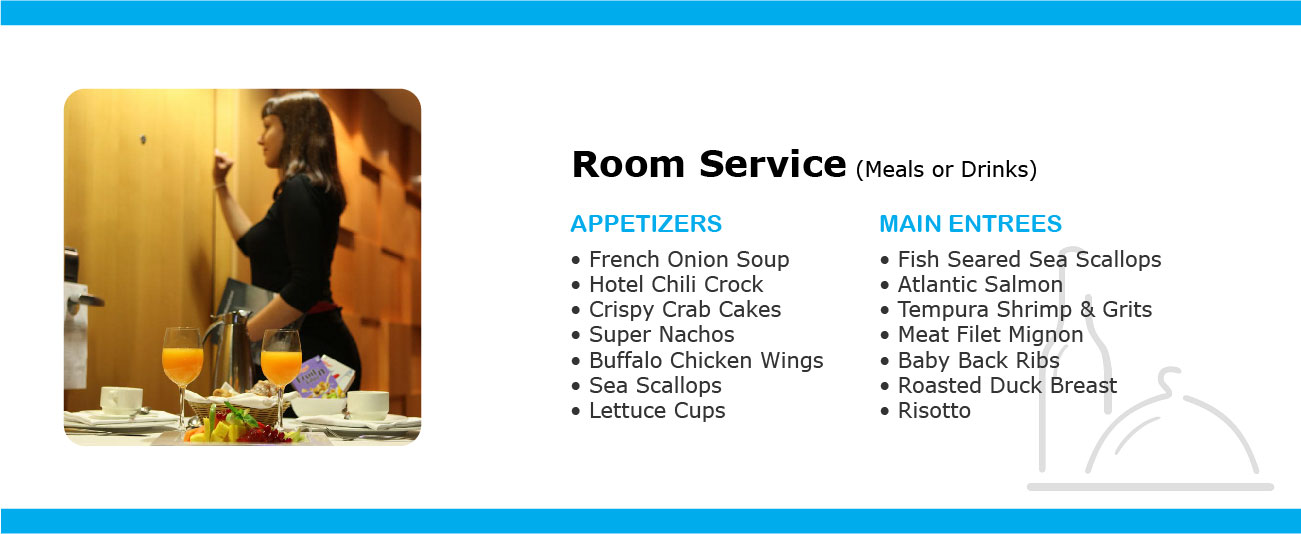 Room Service (Meals or Drinks)
APPETIZERS
• French Onion Soup
• Hotel Chili Crock
• Crispy Crab Cakes
• Super Nachos
• Buffalo Chicken Wings
• Sea Scallops
• Lettuce Cups
MAIN ENTREES
• Fish Seared Sea Scallops
• Atlantic Salmon
• Tempura Shrimp & Grits
• Meat Filet Mignon
• Baby Back Ribs
• Roasted Duck Breast
• Risotto